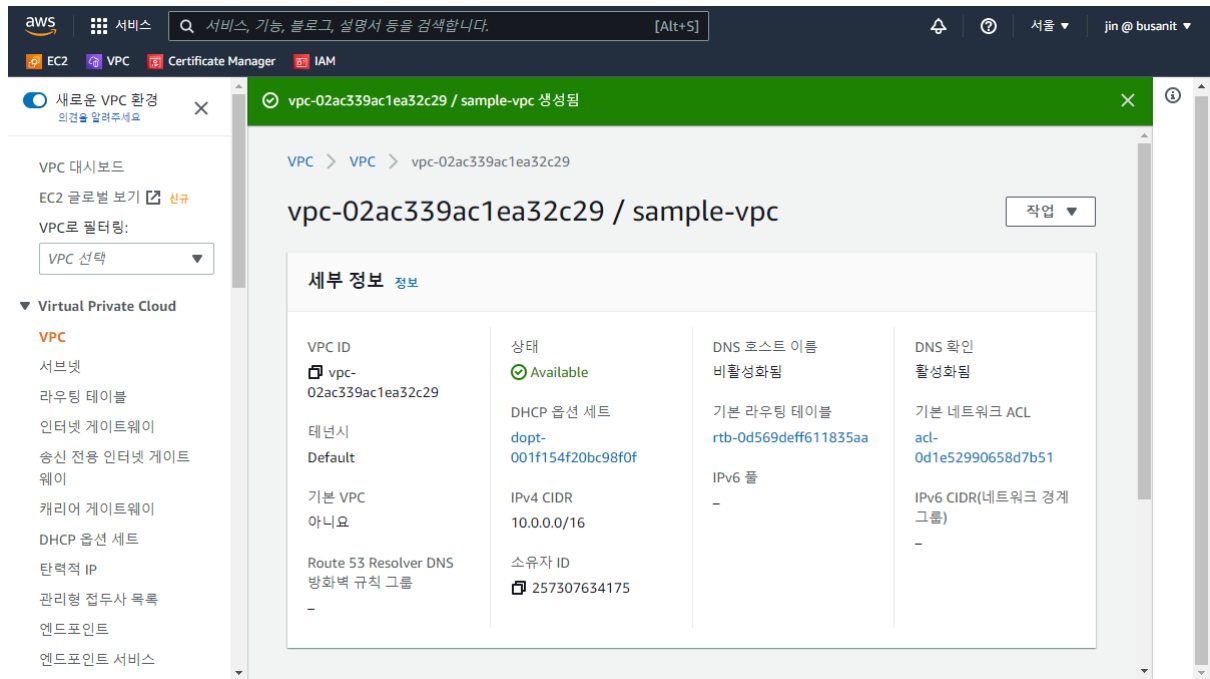 aws
서비스
서비스, 기능, 블로그, 설명서 등을 검색합니다.
[Alt+S]
서울 ▼
jin @ busanit ▼
EC2
VPC
Certificate Manager
IAM
새로운 VPC 환경
의견을 알려주세요
VPC 대시보드
EC2 글로벌 보기 신규
VPC로 필터링:
VPC 선택
Virtual Private Cloud
VPC
서브넷
라우팅 테이블
인터넷 게이트웨이
송신 전용 인터넷 게이트
웨이
캐리어 게이트웨이
DHCP 옵션 세트
탄력적 IP
관리형 접두사 목록
엔드포인트
엔드포인트 서비스
vpc-02ac339ac1ea32c29 / sample-vpc 생성됨
VPC > VPC > vpc-02ac339ac1ea32c29
vpc-02ac339ac1ea32c29 / sample-vpc
작업 ▼
세부 정보 정보
VPC ID
vpc-
02ac339ac1ea32c29
테넌시
Default
기본 VPC
아니요
Route 53 Resolver DNS
방화벽 규칙 그룹
–
상태
Available
DHCP 옵션 세트
dopt-
001f154f20bc98f0f
IPv4 CIDR
10.0.0.0/16
소유자 ID
257307634175
DNS 호스트 이름
비활성화됨
기본 라우팅 테이블
rtb-0d569deff611835aa
IPv6 풀
–
DNS 확인
활성화됨
기본 네트워크 ACL
acl-
0d1e52990658d7b51
IPv6 CIDR(네트워크 경계
그룹)
–